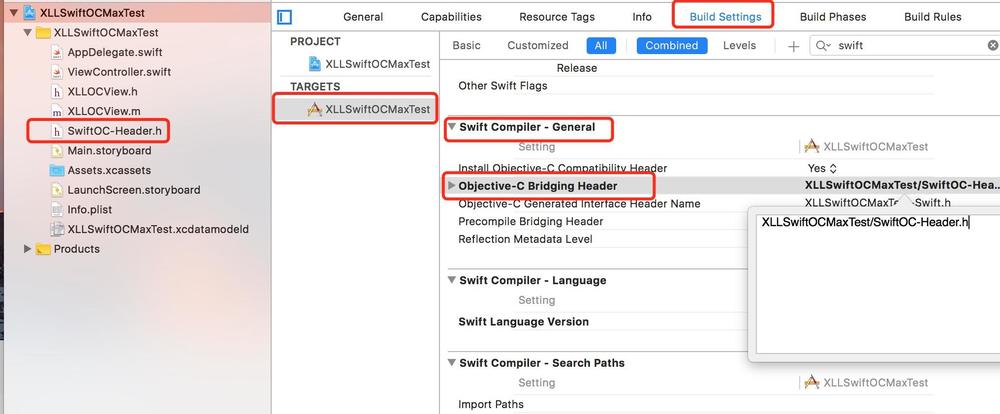 XLLSwiftOCMaxTest
XLLSwiftOCMaxTest
AppDelegate.swift
ViewController.swift
XLLOCView.h
XLLOCView.m
SwiftOC-Header.h
Main.storyboard
Assets.xcassets
LaunchScreen.storyboard
Info.plist
XLLSwiftOCMaxTest.xcdatamodeld
Products
General Capabilities Resource Tags Info Build Settings Build Phases Build Rules
PROJECT
XLLSwiftOCMaxTest
TARGETS
XLLSwiftOCMaxTest
Basic Customized All Combined Levels + swift
Release
Other Swift Flags
Swift Compiler - General
Setting XLLSwiftOCMaxTest
Install Objective-C Compatibility Header Yes
Objective-C Bridging Header XLLSwiftOCMaxTest/SwiftOC-Hea...
Objective-C Generated Interface Header Name XLLSwiftOCMaxTest-Swift.h
Precompile Bridging Header
Reflection Metadata Level
XLLSwiftOCMaxTest/SwiftOC-Header.h
Swift Compiler - Language
Setting
Swift Language Version
Swift Compiler - Search Paths
Setting XLLSwiftOCMaxTest
Import Paths